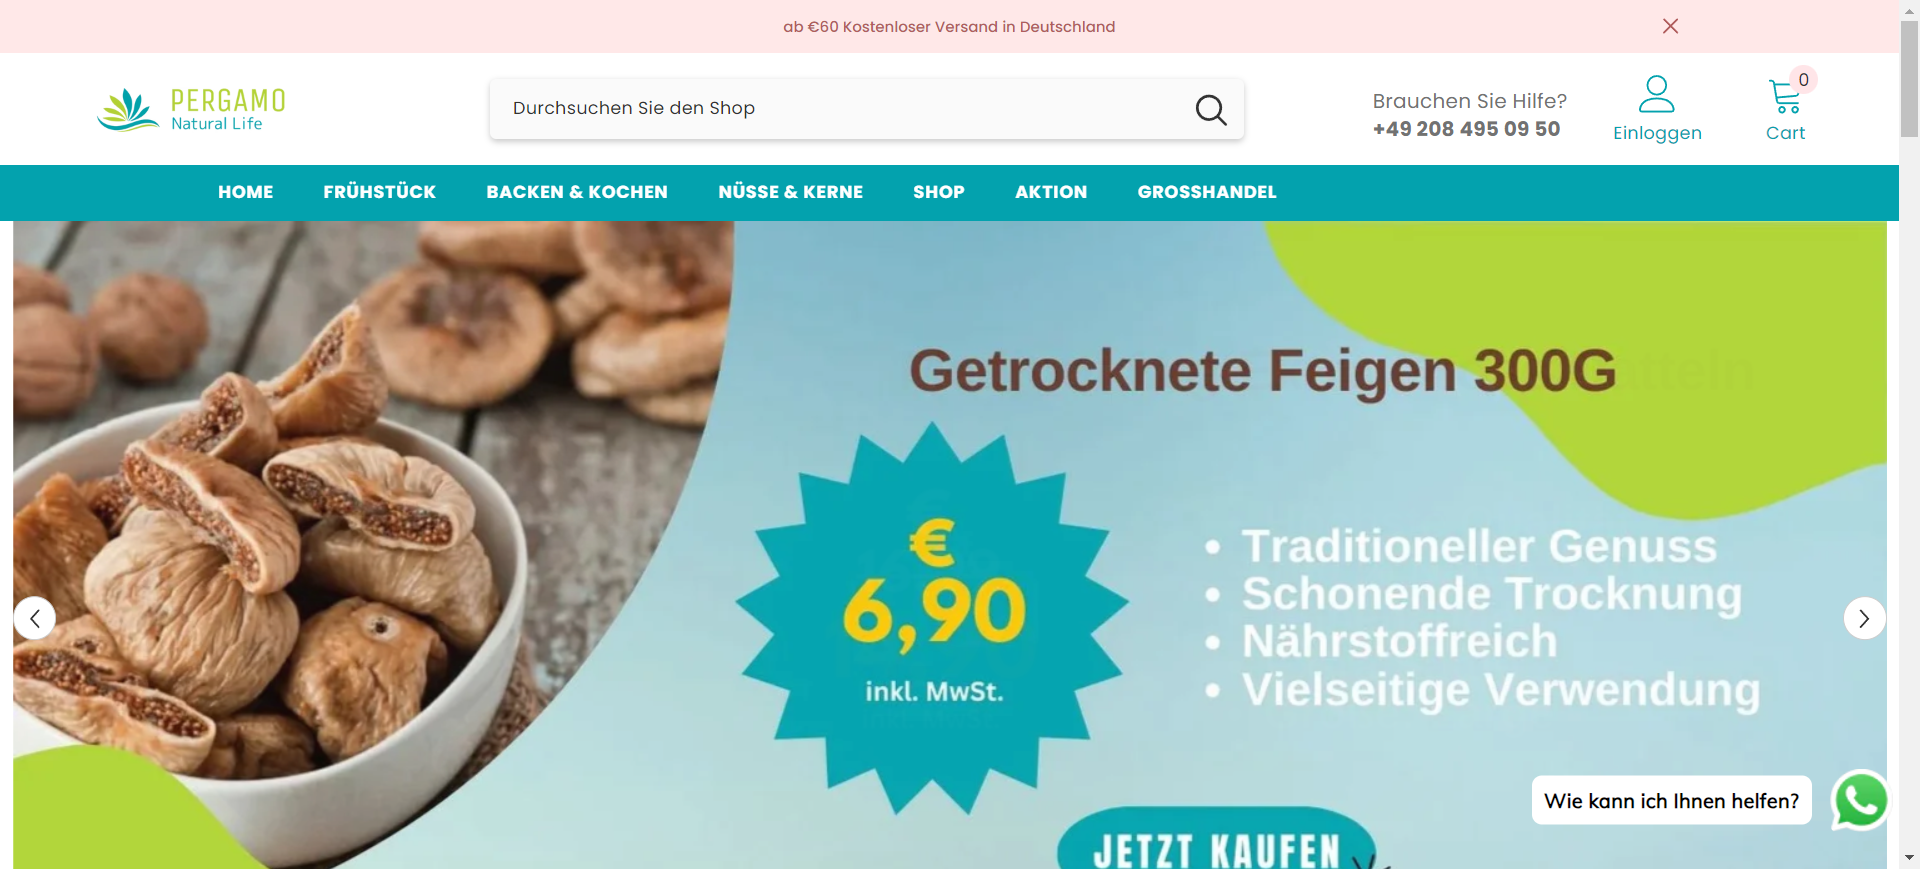 ab €60 Kostenloser Versand in Deutschland
PERGAMO
Natural Life
Durchsuchen Sie den Shop
Brauchen Sie Hilfe?
+49 208 495 09 50
Einloggen
0
Cart
HOME FRÜHSTÜCK BACKEN & KOCHEN NÜSSE & KERNE SHOP AKTION GROSSHANDEL
Getrocknete Feigen 300G
€
6,90
inkl. MwSt.
• Traditioneller Genuss
• Schonende Trocknung
• Nährstoffreich
• Vielseitige Verwendung
Wie kann ich Ihnen helfen?
JETZT KAUFEN